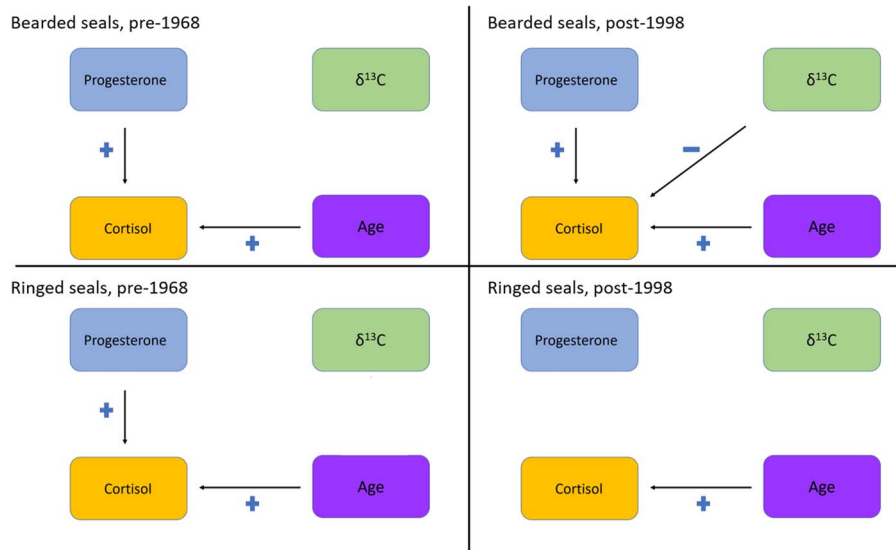 Bearded seals, pre-1968
Progesterone
δ¹³C
+
Cortisol
+
Age
Bearded seals, post-1998
Progesterone
δ¹³C
+
−
Cortisol
+
Age
Ringed seals, pre-1968
Progesterone
δ¹³C
+
Cortisol
+
Age
Ringed seals, post-1998
Progesterone
δ¹³C
Cortisol
+
Age